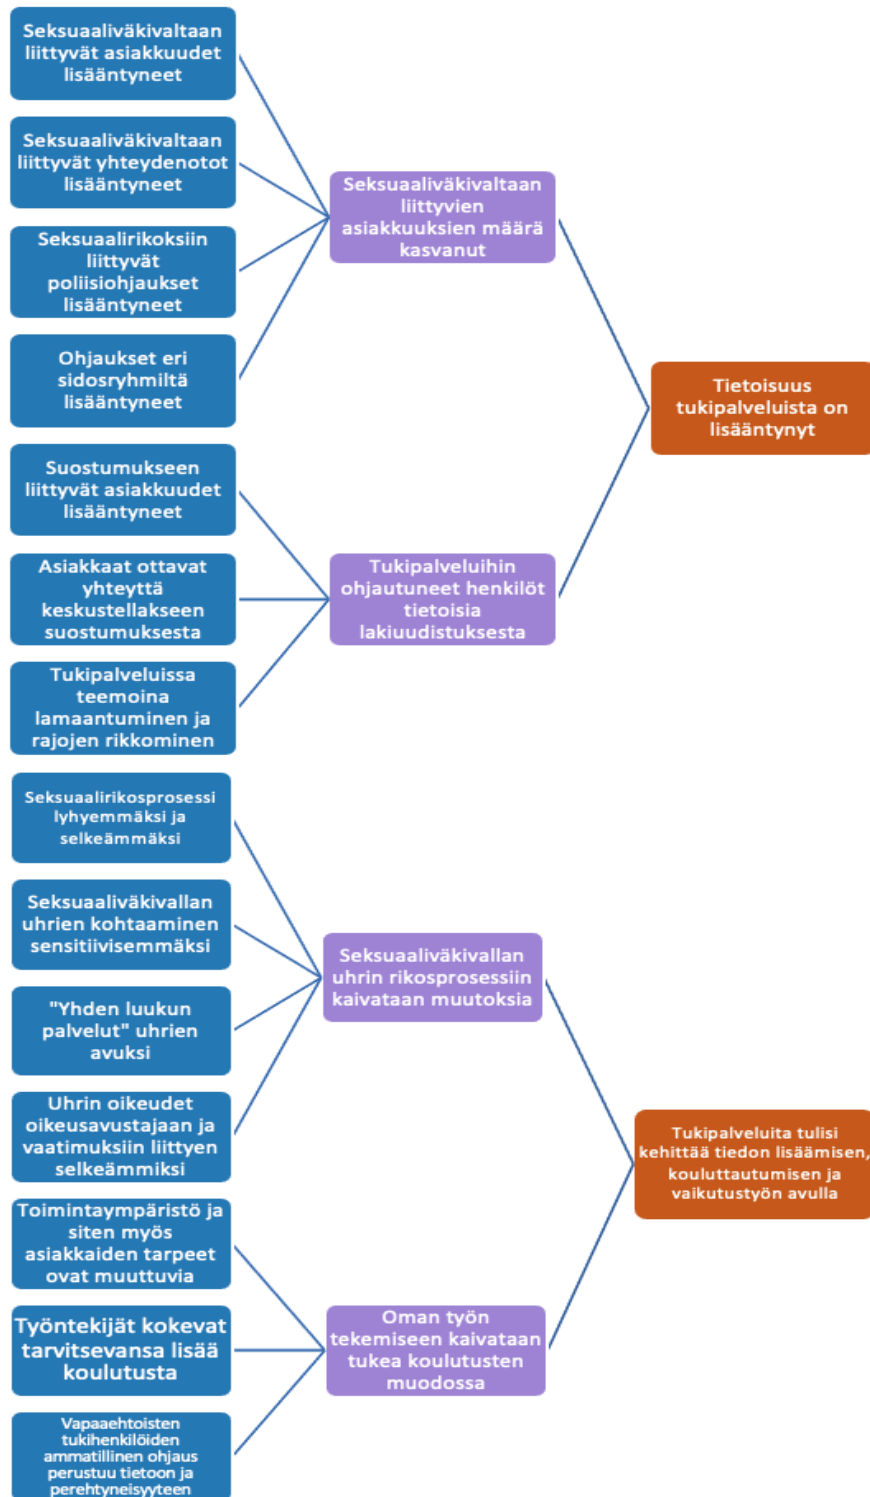 Seksuaaliväkivaltaan
liittyvät asiakkuudet
lisääntyneet
Seksuaaliväkivaltaan
liittyvät yhteydenotot
lisääntyneet
Seksuaalirikoksiin
liittyvät
poliisiohjaukset
lisääntyneet
Ohjaukset eri
sidosryhmiltä
lisääntyneet
Seksuaaliväkivaltaan
liittyvien
asiakkuuksien määrä
kasvanut
Suostumukseen
liittyvät asiakkuudet
lisääntyneet
Asiakkaat ottavat
yhteyttä
keskustellakseen
suostumuksesta
Tukipalveluissa
teemoina
lamaantuminen ja
rajojen rikkominen
Tukipalveluihin
ohjautuneet henkilöt
tietoisia
lakiuudistuksesta
Tietoisuus
tukipalveluista on
lisääntynyt
Seksuaalirikosprosessi
lyhyemmäksi ja
selkeämmäksi
Seksuaaliväkivallan
uhrien kohtaaminen
sensitiivisemmäksi
"Yhden luukun
palvelut" uhrien
avuksi
Uhrin oikeudet
oikeusavustajaan ja
vaatimuksiin liittyen
selkeämmiksi
Seksuaaliväkivallan
uhrin rikosprosessiin
kaivataan muutoksia
Toimintaympäristö ja
siten myös
asiakkaiden tarpeet
ovat muuttuvia
Työntekijät kokevat
tarvitsevansa lisää
koulutusta
Vapaaehtoisten
tukihenkilöiden
ammatillinen ohjaus
perustuu tietoon ja
perehtyneisyyteen
Oman työn
tekemiseen kaivataan
tukea koulutusten
muodossa
Tukipalveluita tulisi
kehittää tiedon lisäämisen,
kouluttautumisen ja
vaikutustyön avulla